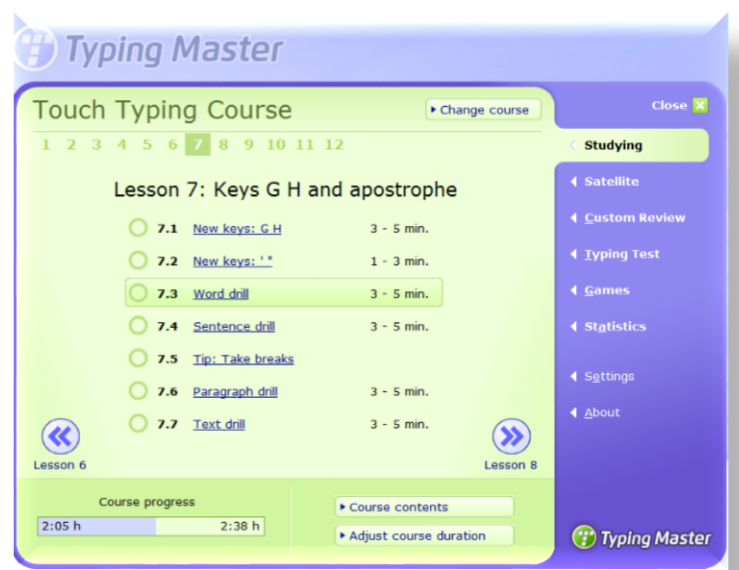 Typing Master
Touch Typing Course
Change course
Close
1 2 3 4 5 6 7 8 9 10 11 12
Studying
Lesson 7: Keys G H and apostrophe
Satellite
7.1 New keys: G H 3 - 5 min.
Custom Review
7.2 New keys: ' " 1 - 3 min.
Typing Test
7.3 Word drill 3 - 5 min.
Games
7.4 Sentence drill 3 - 5 min.
Statistics
7.5 Tip: Take breaks
Settings
7.6 Paragraph drill 3 - 5 min.
About
7.7 Text drill 3 - 5 min.
Lesson 6
Lesson 8
Course progress
2:05 h 2:38 h
Course contents
Adjust course duration
Typing Master